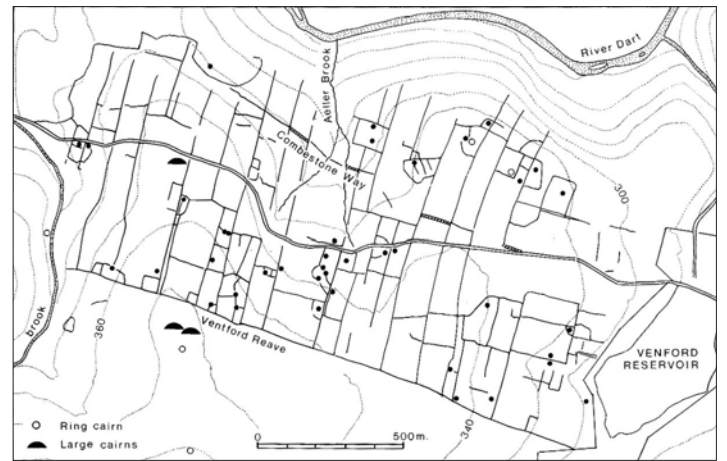 River Dart
Aeller Brook
Combestone Way
300
brook
360
Ventford Reave
VENFORD
RESERVOIR
340
Ring cairn
Large cairns
0
500m.